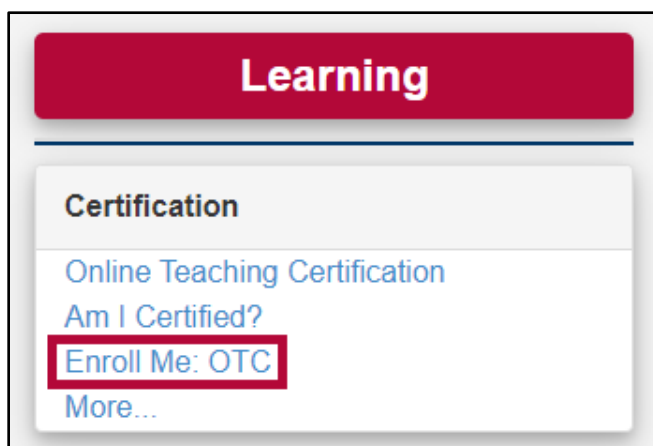 Learning
Certification
Online Teaching Certification
Am I Certified?
Enroll Me: OTC
More...